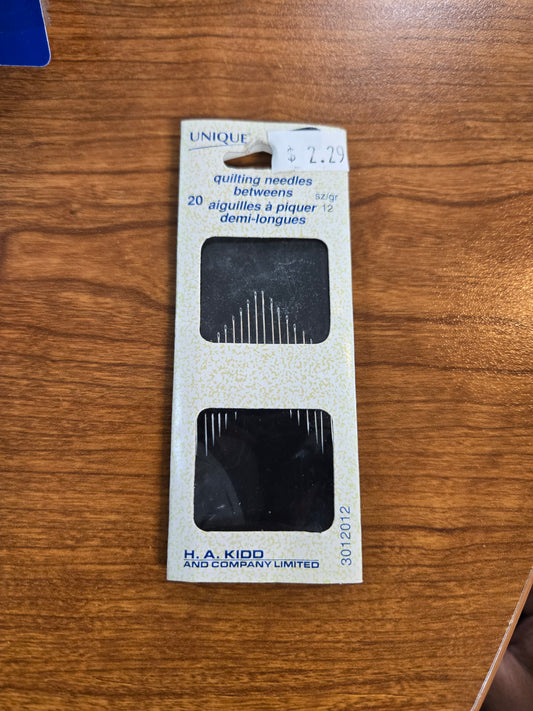 UNIQUE
$ 2.29
quilting needles
betweens
20 sz/gr
aiguilles à piquer 12
demi-longues
H. A. KIDD
AND COMPANY LIMITED
3012012